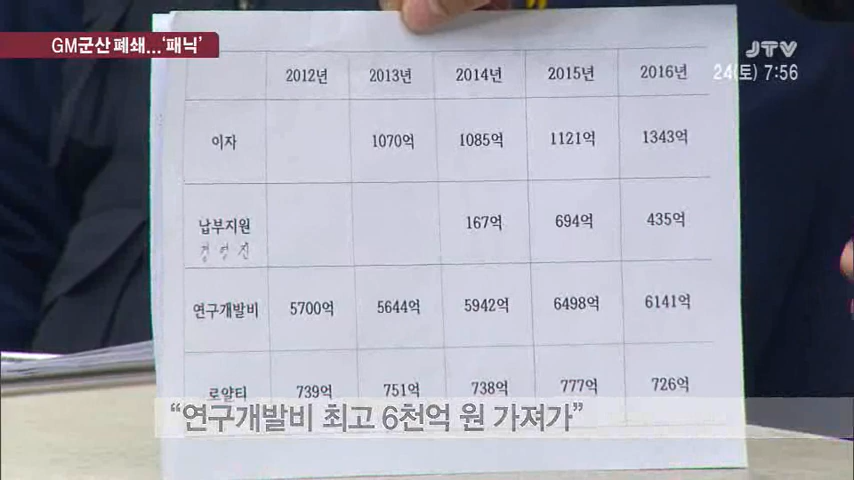 GM군산 폐쇄...‘패닉’
JTV
24(토) 7:56
2012년 2013년 2014년 2015년 2016년
이자 1070억 1085억 1121억 1343억
납부지원 167억 694억 435억
경영진
연구개발비 5700억 5644억 5942억 6498억 6141억
로얄티 739억 751억 738억 777억 726억
“연구개발비 최고 6천억 원 가져가”